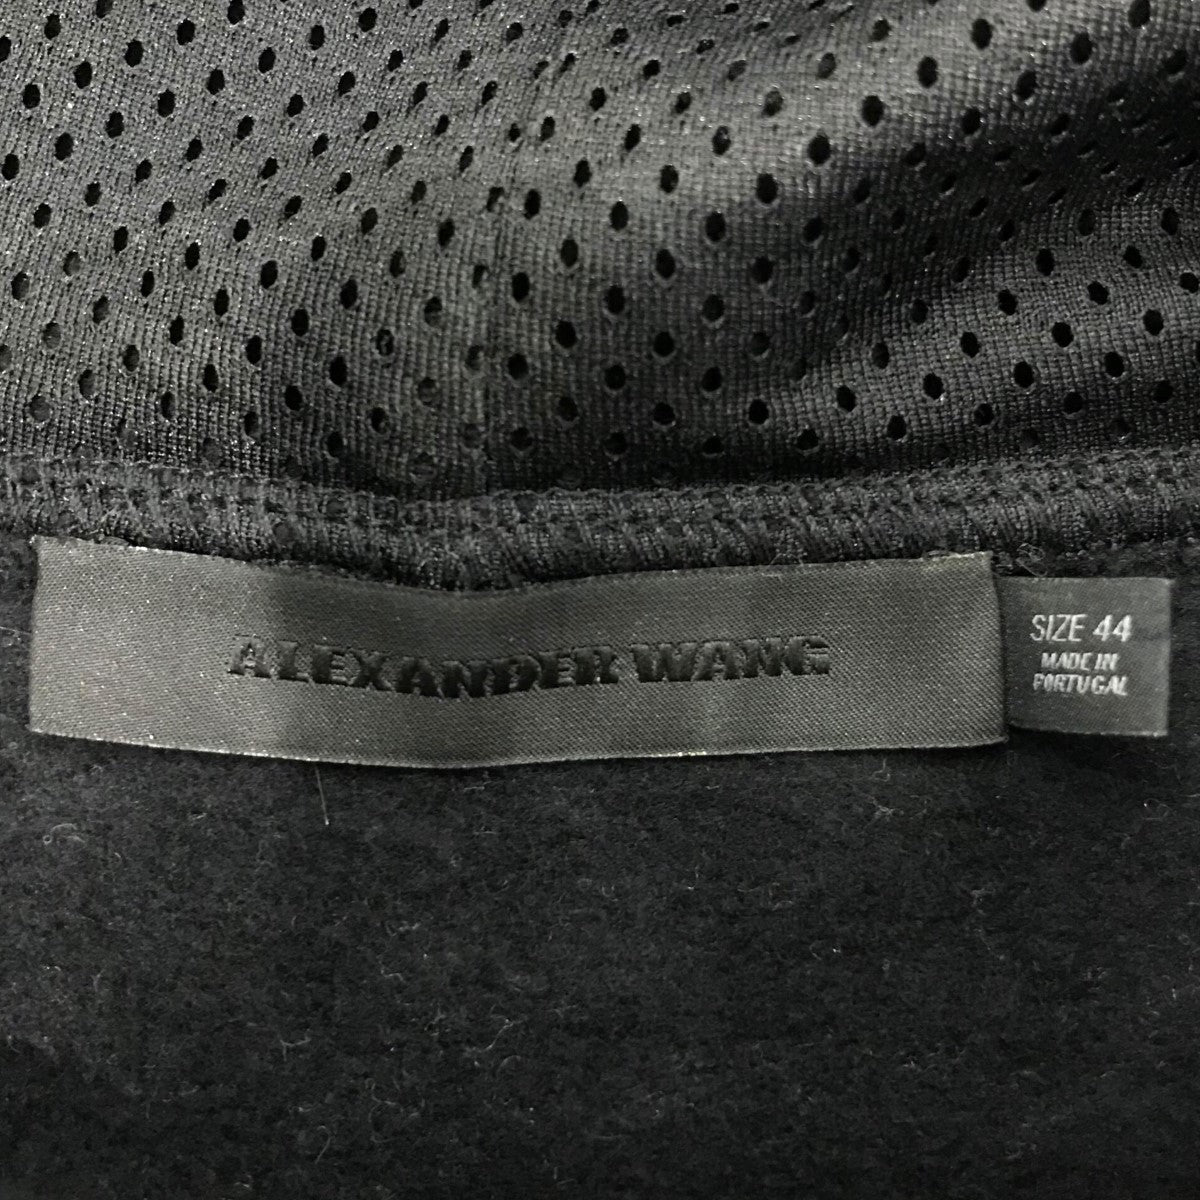 ALEXANDER WANG
SIZE 44
MADE IN
PORTUGAL